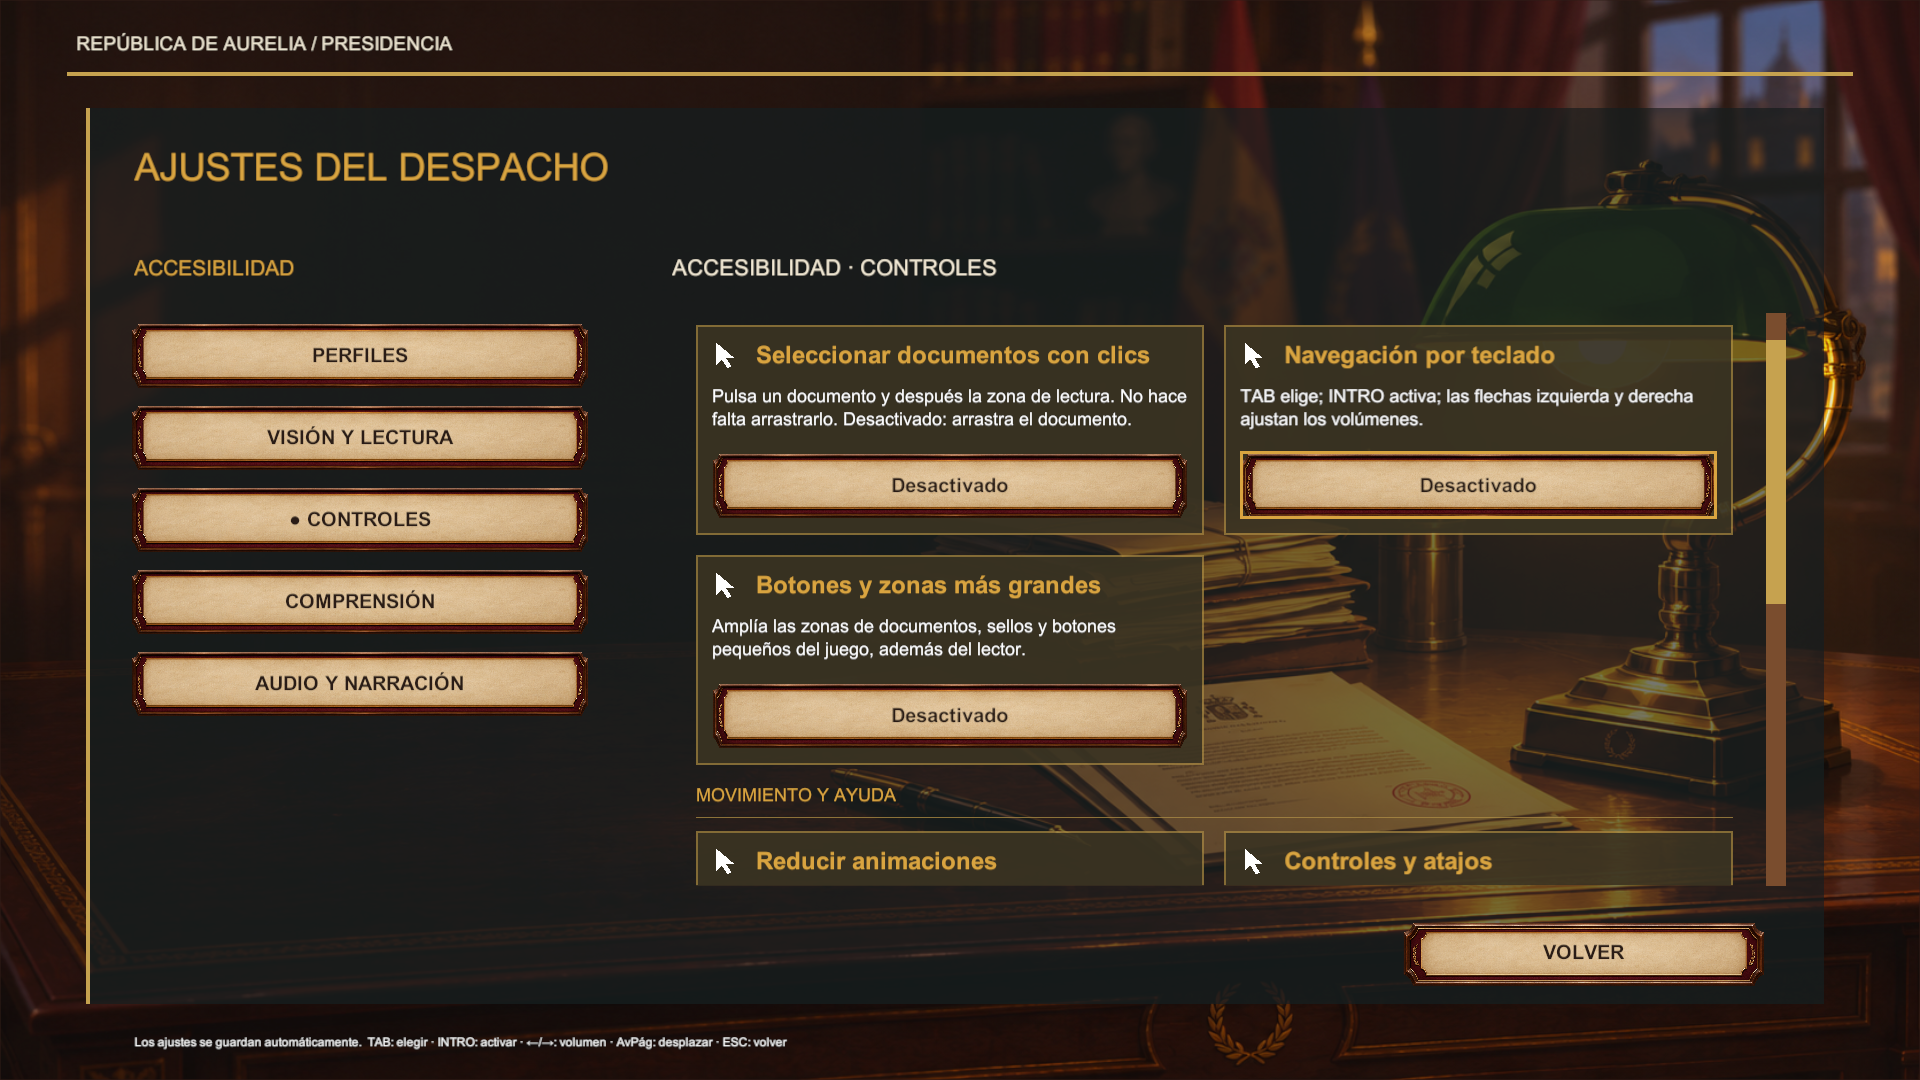 REPÚBLICA DE AURELIA / PRESIDENCIA
AJUSTES DEL DESPACHO
ACCESIBILIDAD
PERFILES
VISIÓN Y LECTURA
• CONTROLES
COMPRENSIÓN
AUDIO Y NARRACIÓN
ACCESIBILIDAD · CONTROLES
Seleccionar documentos con clics
Pulsa un documento y después la zona de lectura. No hace
falta arrastrarlo. Desactivado: arrastra el documento.
Desactivado
Navegación por teclado
TAB elige; INTRO activa; las flechas izquierda y derecha
ajustan los volúmenes.
Desactivado
Botones y zonas más grandes
Amplía las zonas de documentos, sellos y botones
pequeños del juego, además del lector.
Desactivado
MOVIMIENTO Y AYUDA
Reducir animaciones
Controles y atajos
VOLVER
Los ajustes se guardan automáticamente. TAB: elegir · INTRO: activar · ←/→: volumen · AvPág: desplazar · ESC: volver